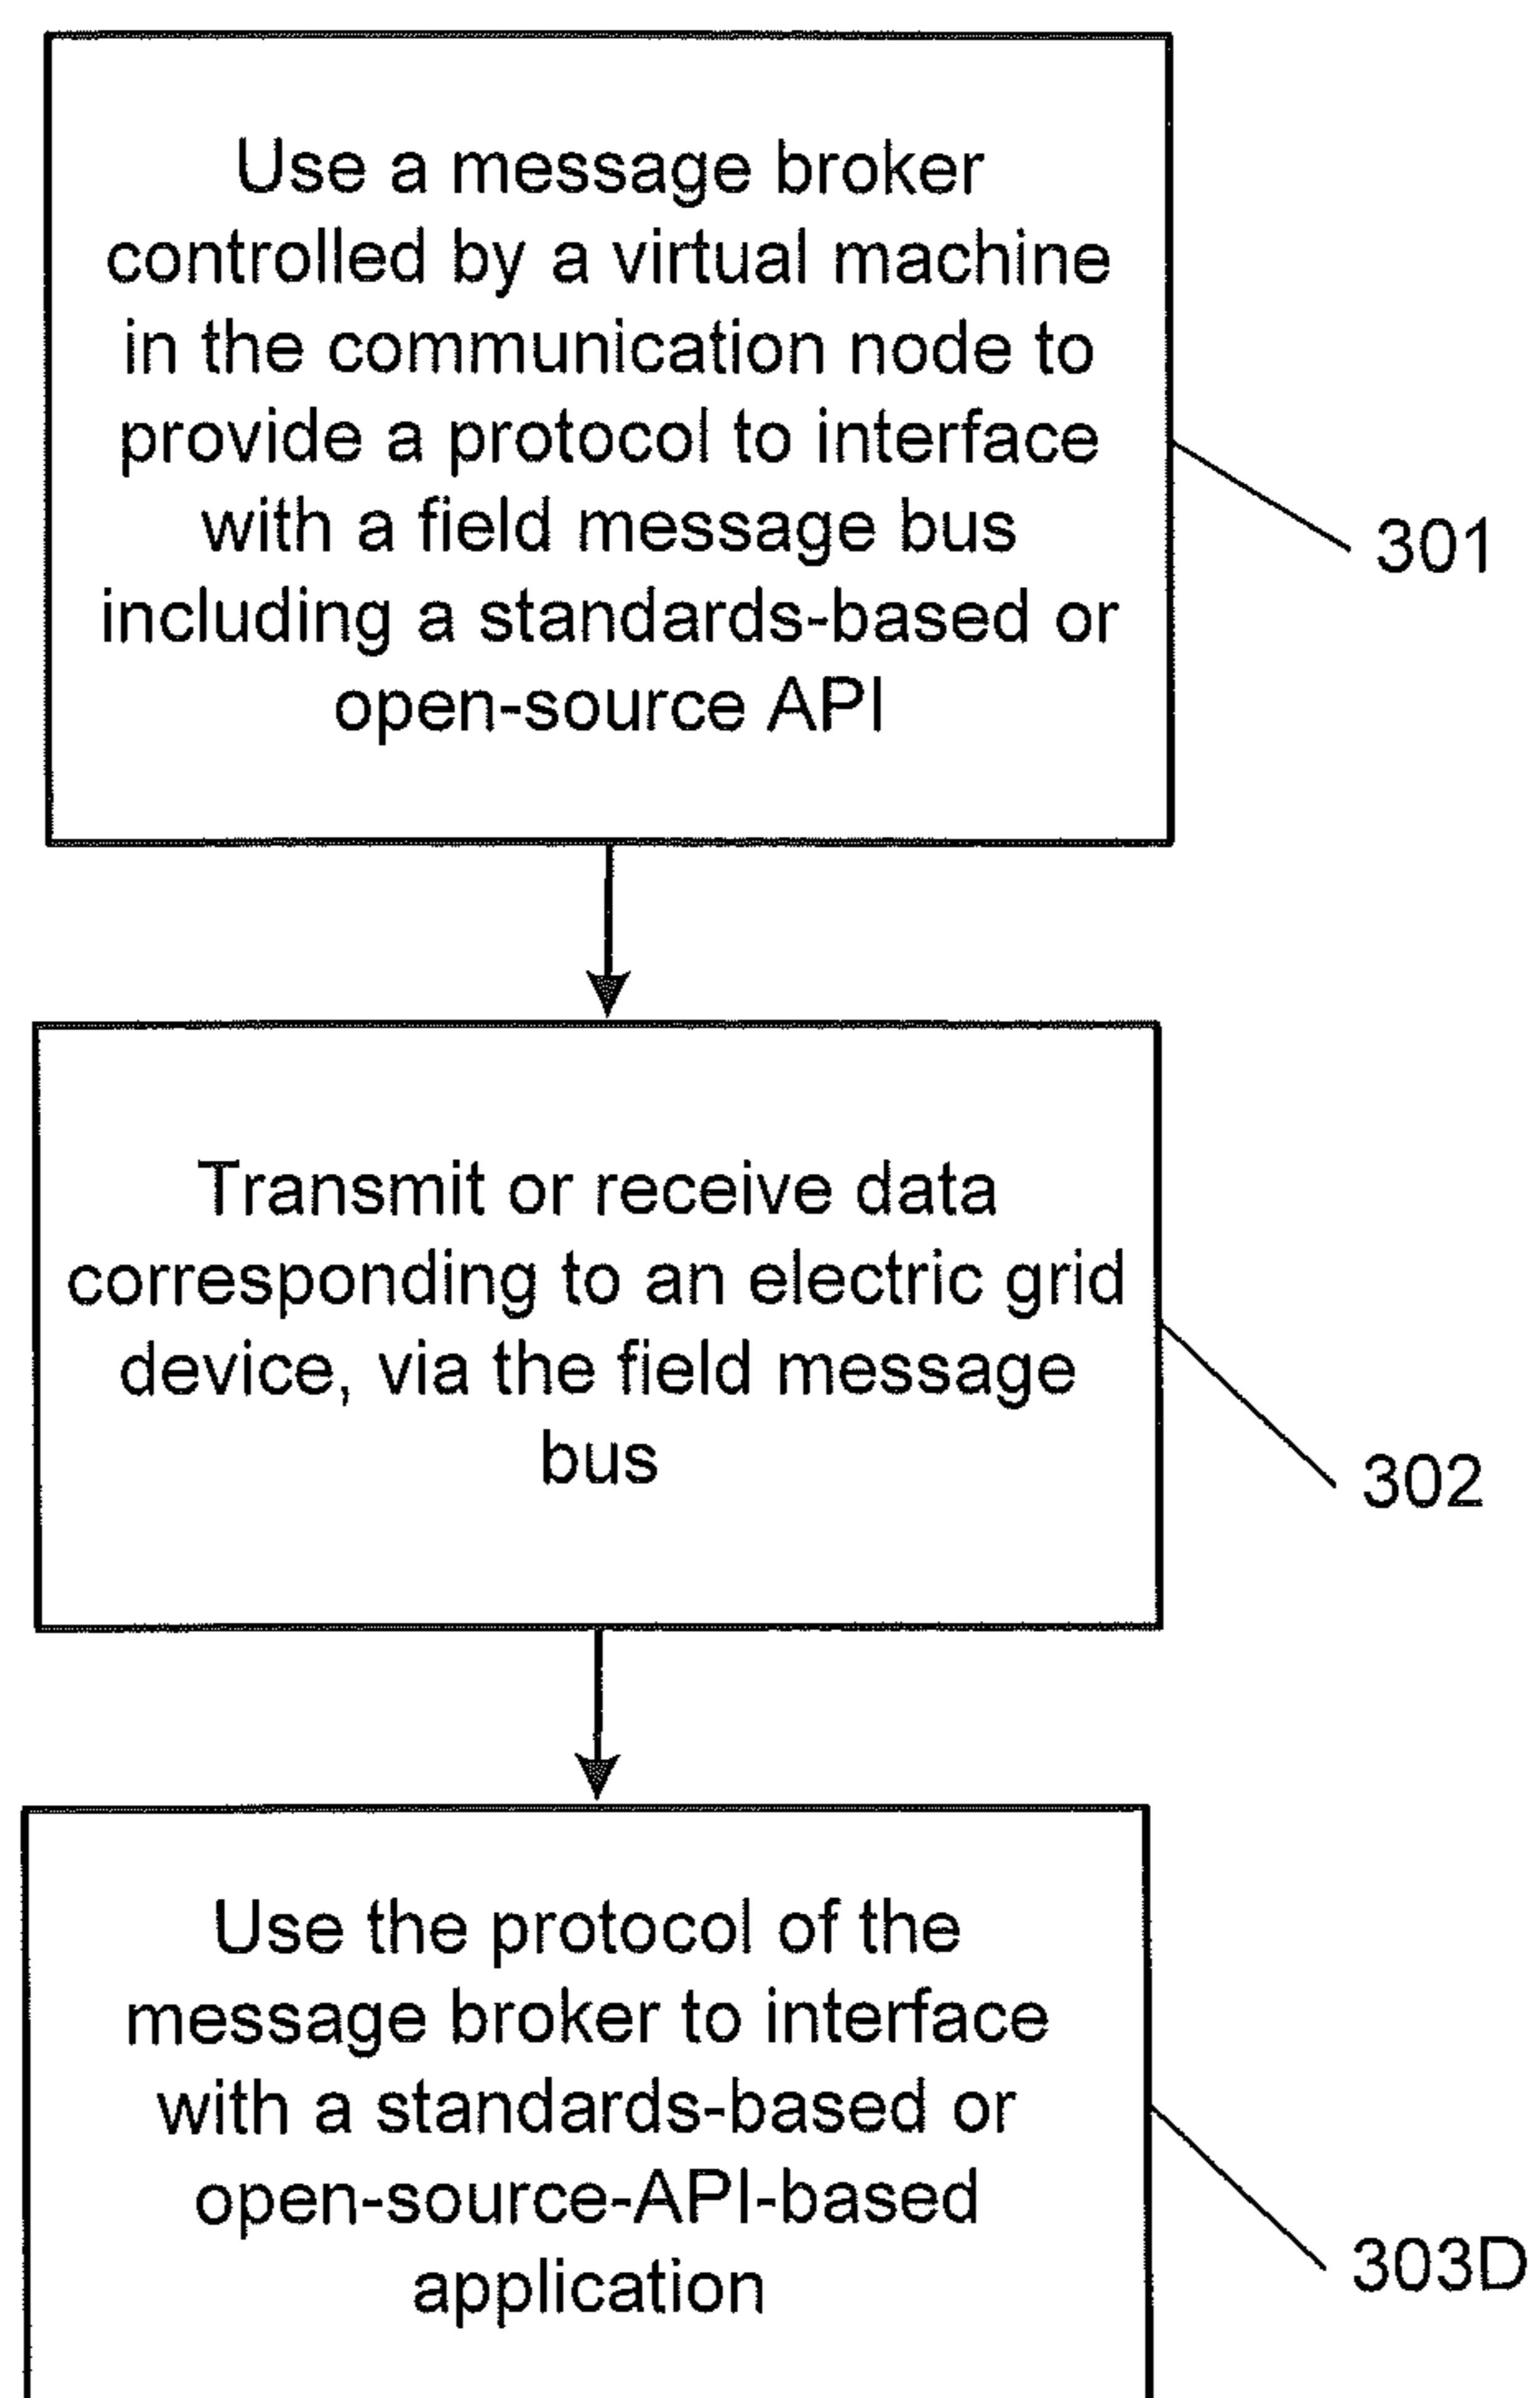 Use a message broker
controlled by a virtual machine
in the communication node to
provide a protocol to interface
with a field message bus
including a standards-based or
open-source API
301
Transmit or receive data
corresponding to an electric grid
device, via the field message
bus
302
Use the protocol of the
message broker to interface
with a standards-based or
open-source-API-based
application
303D